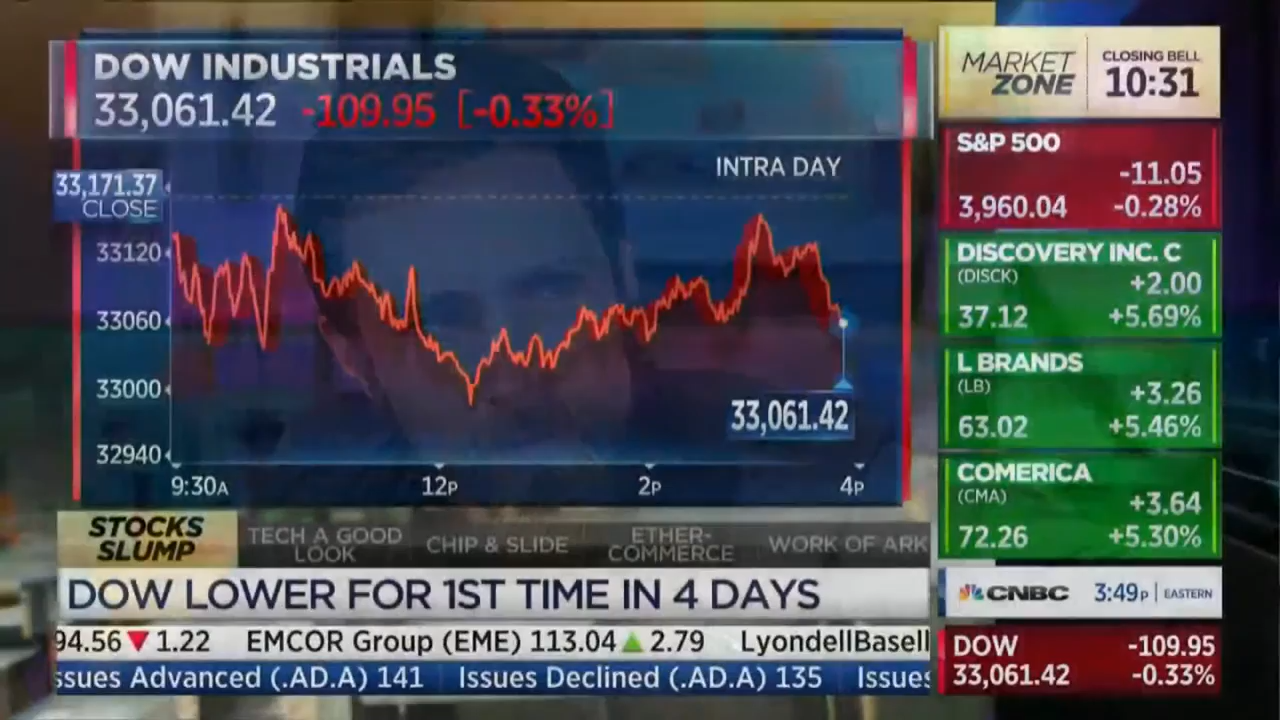 DOW INDUSTRIALS
33,061.42 -109.95 [-0.33%]
INTRA DAY
33,171.37
CLOSE
33120
33060
33000
32940
33,061.42
9:30A 12P 2P 4P
STOCKS
SLUMP
TECH A GOOD
LOOK
CHIP & SLIDE
ETHER-
COMMERCE
WORK OF ARK
DOW LOWER FOR 1ST TIME IN 4 DAYS
94.56 ▼ 1.22 EMCOR Group (EME) 113.04 ▲ 2.79 LyondellBasell
ssues Advanced (.AD.A) 141 Issues Declined (.AD.A) 135 Issues
MARKET
ZONE
CLOSING BELL
10:31
S&P 500
-11.05
3,960.04 -0.28%
DISCOVERY INC. C
(DISCK) +2.00
37.12 +5.69%
L BRANDS
(LB) +3.26
63.02 +5.46%
COMERICA
(CMA) +3.64
72.26 +5.30%
CNBC 3:49P | EASTERN
DOW -109.95
33,061.42 -0.33%